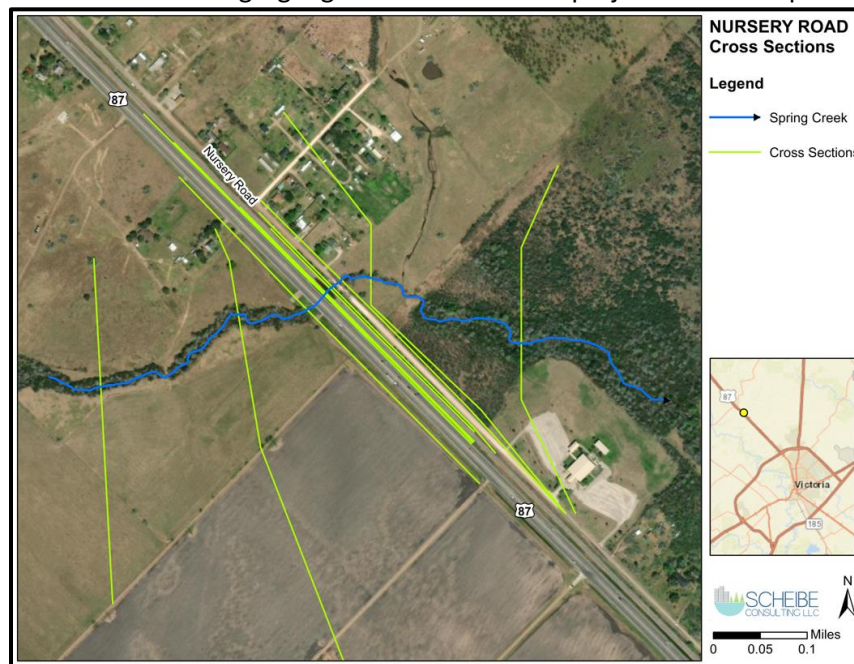 NURSERY ROAD
Cross Sections
Legend
Spring Creek
Cross Sections
87
Nursery Road
87
87
Victoria
185
SCHEIBE
CONSULTING LLC
N
Miles
0 0.05 0.1